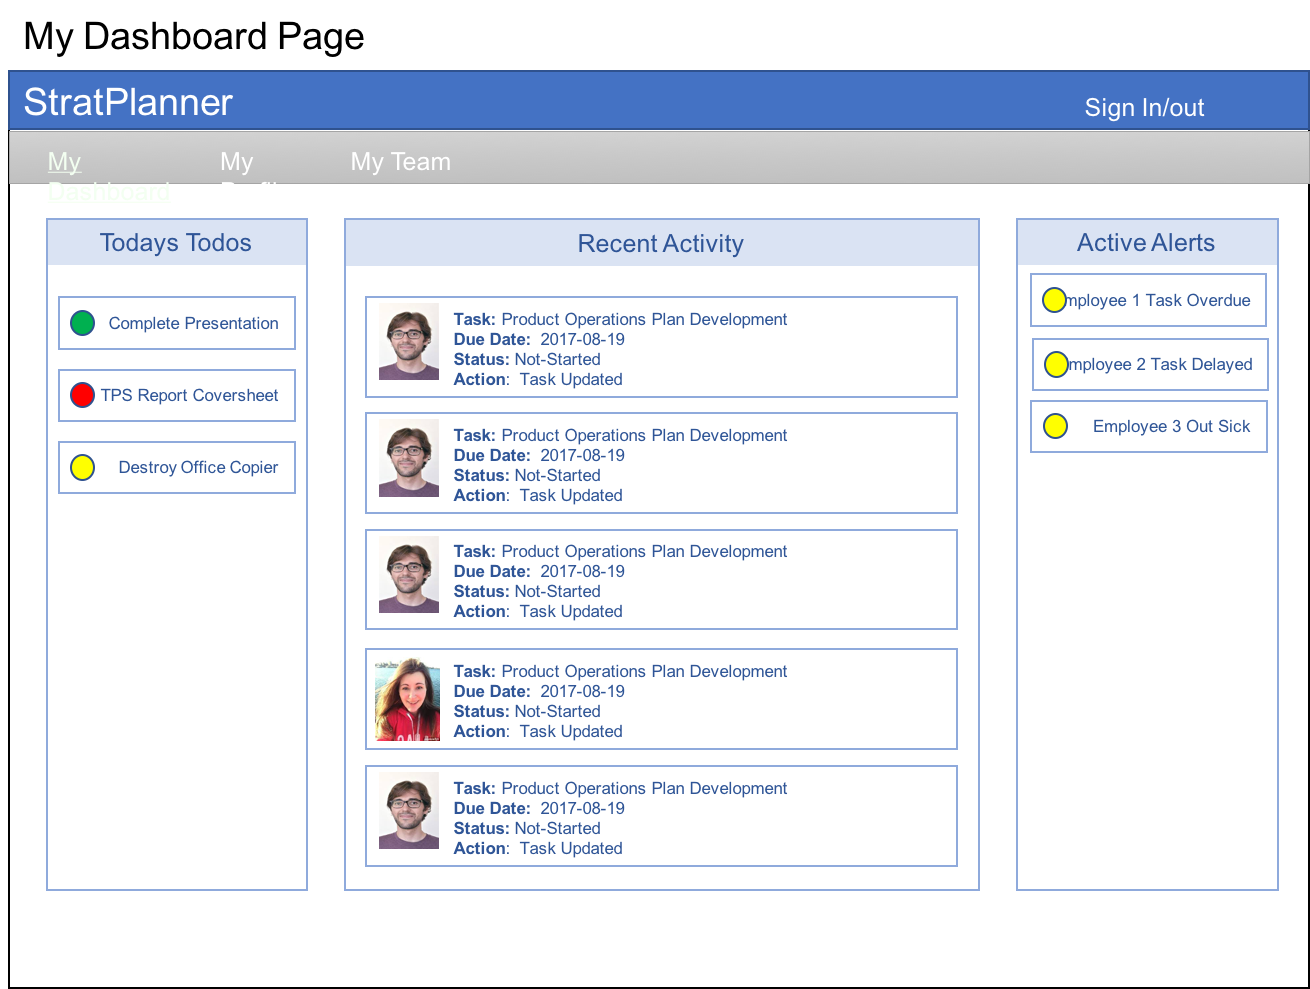 My Dashboard Page
StratPlanner
Sign In/out
My
Dashboard
My
My Team
Todays Todos
Complete Presentation
TPS Report Coversheet
Destroy Office Copier
Recent Activity
Task: Product Operations Plan Development
Due Date: 2017-08-19
Status: Not-Started
Action: Task Updated
Task: Product Operations Plan Development
Due Date: 2017-08-19
Status: Not-Started
Action: Task Updated
Task: Product Operations Plan Development
Due Date: 2017-08-19
Status: Not-Started
Action: Task Updated
Task: Product Operations Plan Development
Due Date: 2017-08-19
Status: Not-Started
Action: Task Updated
Task: Product Operations Plan Development
Due Date: 2017-08-19
Status: Not-Started
Action: Task Updated
Active Alerts
mployee 1 Task Overdue
mployee 2 Task Delayed
Employee 3 Out Sick